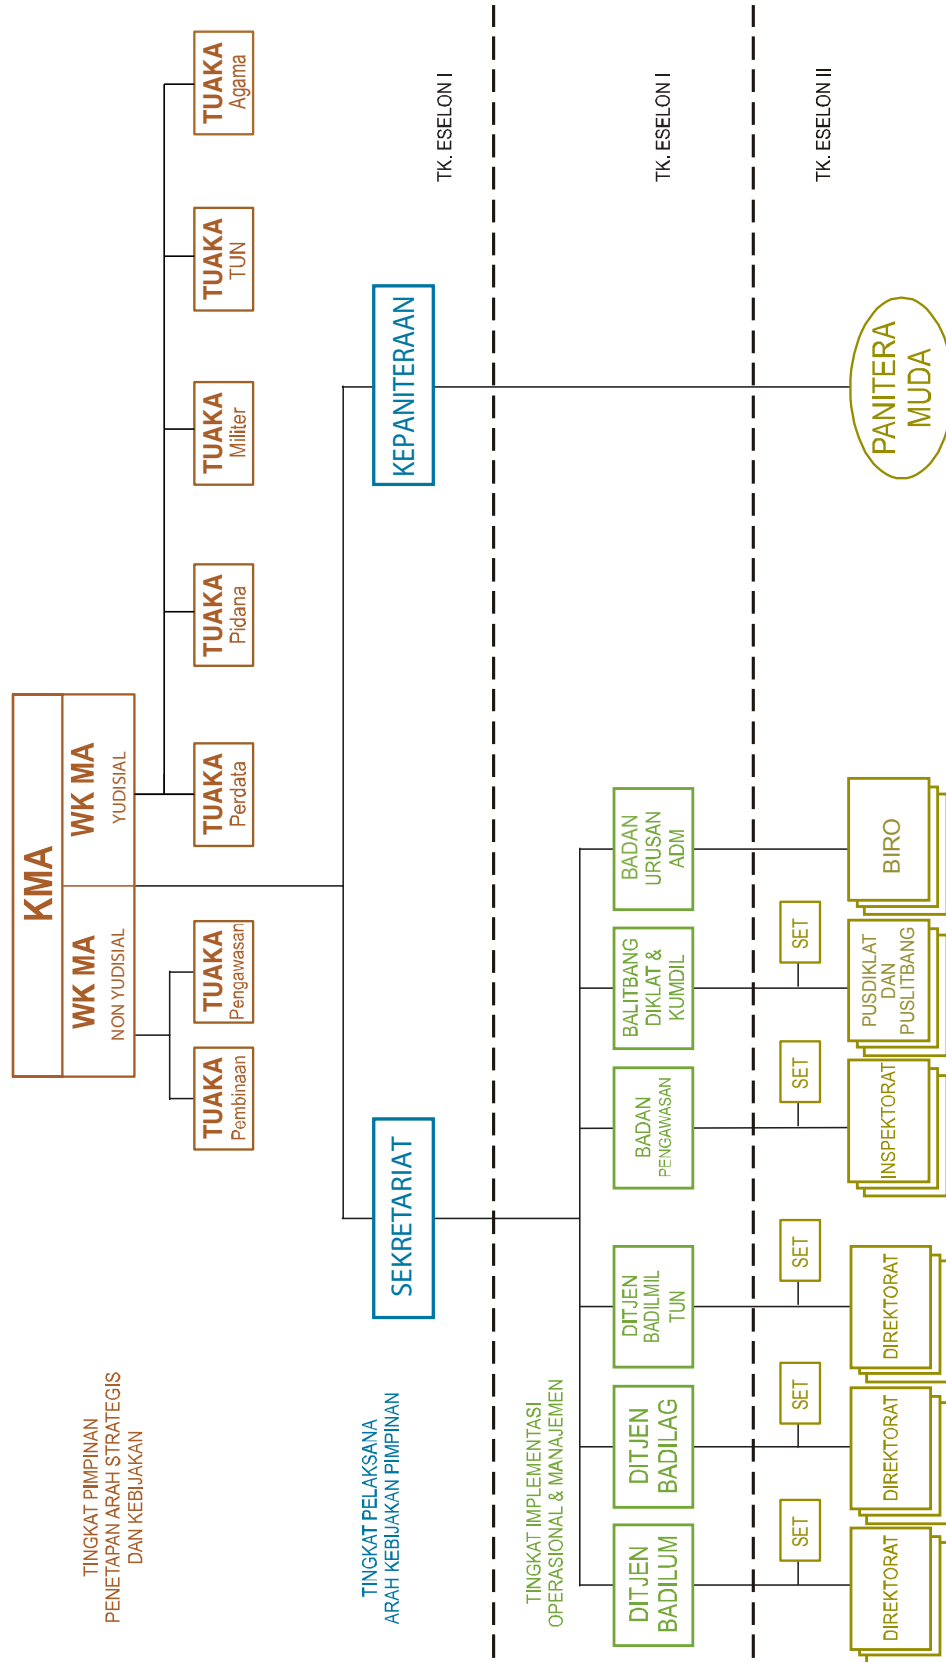 KMA
WK MA
NON YUDISIAL
WK MA
YUDISIAL
TINGKAT PIMPINAN
PENETAPAN ARAH STRATEGIS
DAN KEBIJAKAN
TUAKA
Pembinaan
TUAKA
Pengawasan
TUAKA
Perdata
TUAKA
Pidana
TUAKA
Militer
TUAKA
TUN
TUAKA
Agama
TINGKAT PELAKSANA
ARAH KEBIJAKAN PIMPINAN
SEKRETARIAT
KEPANITERAAN
TK. ESELON I
TINGKAT IMPLEMENTASI
OPERASIONAL & MANAJEMEN
DITJEN
BADILUM
DITJEN
BADILAG
DITJEN
BADILMIL
TUN
BADAN
PENGAWASAN
BALITBANG
DIKLAT &
KUMDIL
BADAN
URUSAN
ADM
TK. ESELON I
SET
SET
SET
SET
SET
TK. ESELON II
DIREKTORAT
DIREKTORAT
DIREKTORAT
INSPEKTORAT
PUSDIKLAT
DAN
PUSLITBANG
BIRO
PANITERA
MUDA